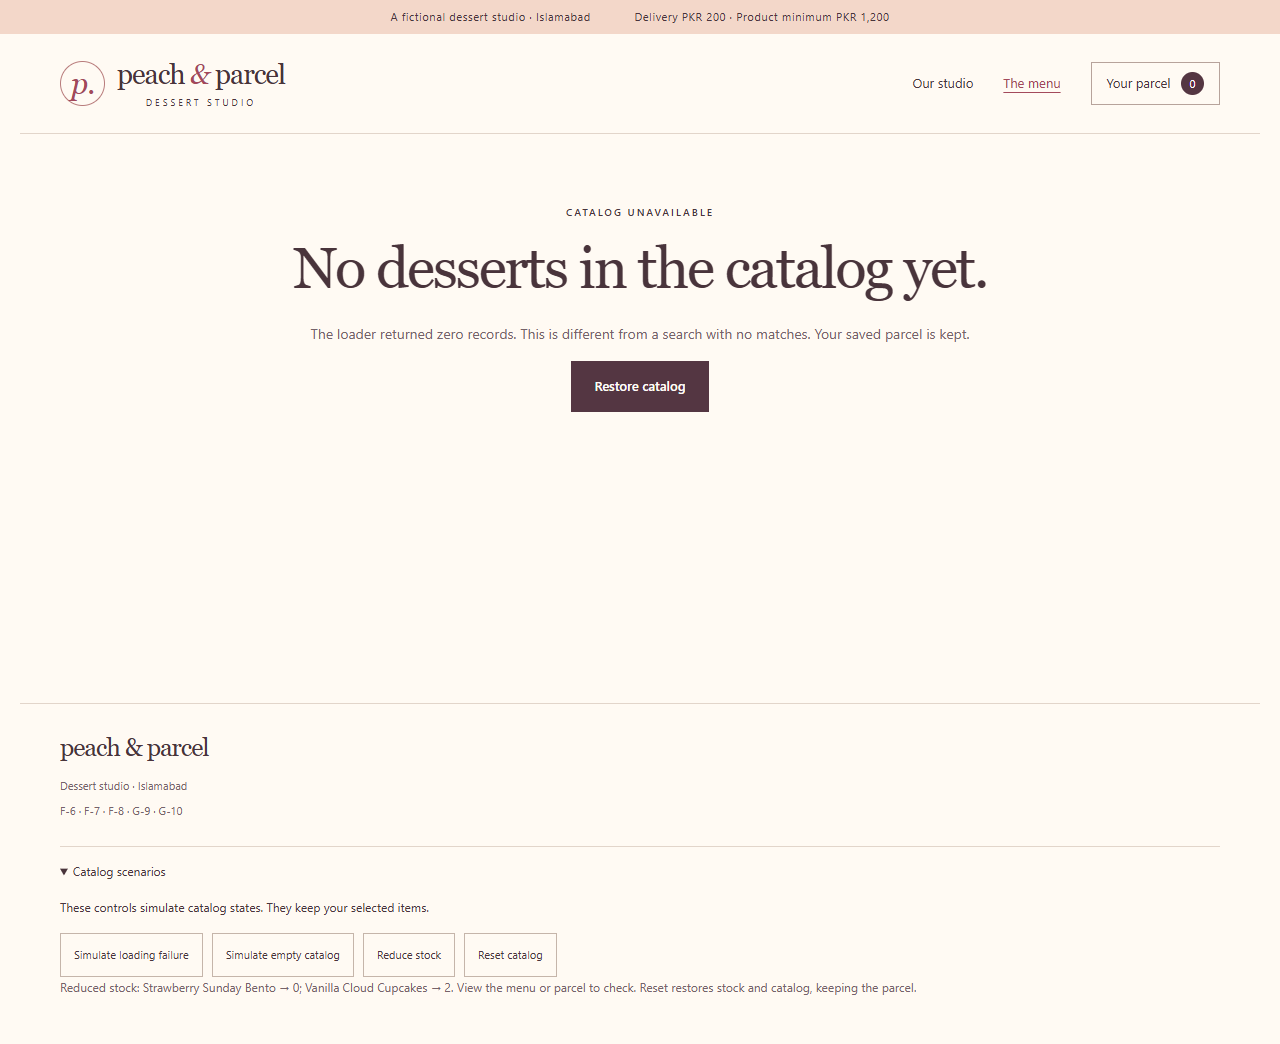 A fictional dessert studio · Islamabad
Delivery PKR 200 · Product minimum PKR 1,200
p.
peach & parcel
DESSERT STUDIO
Our studio
The menu
Your parcel 0
CATALOG UNAVAILABLE
No desserts in the catalog yet.
The loader returned zero records. This is different from a search with no matches. Your saved parcel is kept.
Restore catalog
peach & parcel
Dessert studio · Islamabad
F-6 · F-7 · F-8 · G-9 · G-10
▼ Catalog scenarios
These controls simulate catalog states. They keep your selected items.
Simulate loading failure
Simulate empty catalog
Reduce stock
Reset catalog
Reduced stock: Strawberry Sunday Bento → 0; Vanilla Cloud Cupcakes → 2. View the menu or parcel to check. Reset restores stock and catalog, keeping the parcel.